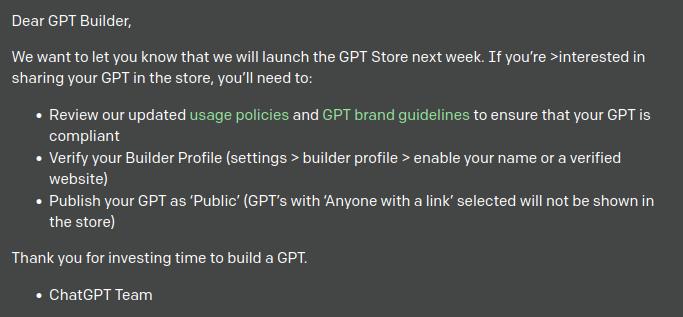 Dear GPT Builder,
We want to let you know that we will launch the GPT Store next week. If you’re >interested in
sharing your GPT in the store, you’ll need to:
• Review our updated usage policies and GPT brand guidelines to ensure that your GPT is
compliant
• Verify your Builder Profile (settings > builder profile > enable your name or a verified
website)
• Publish your GPT as ‘Public’ (GPT’s with ‘Anyone with a link’ selected will not be shown in
the store)
Thank you for investing time to build a GPT.
• ChatGPT Team